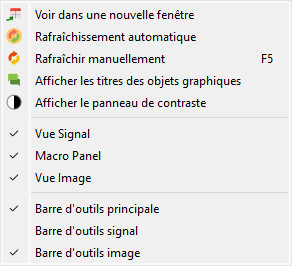 Voir dans une nouvelle fenêtre
Rafraîchissement automatique
Rafraîchir manuellement F5
Afficher les titres des objets graphiques
Afficher le panneau de contraste
Vue Signal
Macro Panel
Vue Image
Barre d'outils principale
Barre d'outils signal
Barre d'outils image